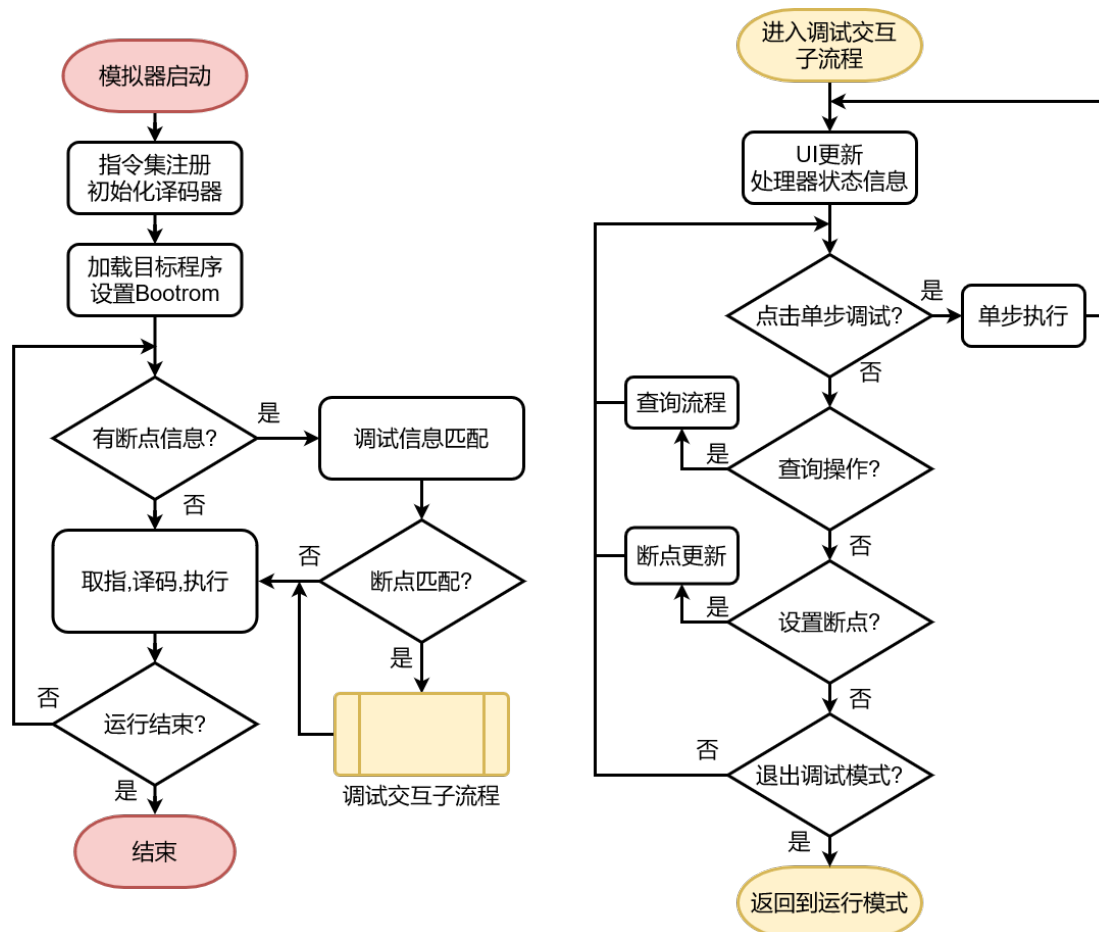 模拟器启动
指令集注册
初始化译码器
加载目标程序
设置Bootrom
有断点信息?
是
否
调试信息匹配
取指,译码,执行
否
断点匹配?
是
运行结束?
否
是
调试交互子流程
结束
进入调试交互
子流程
UI更新
处理器状态信息
点击单步调试?
是
单步执行
否
查询流程
是
查询操作?
否
断点更新
是
设置断点?
否
退出调试模式?
否
是
返回到运行模式